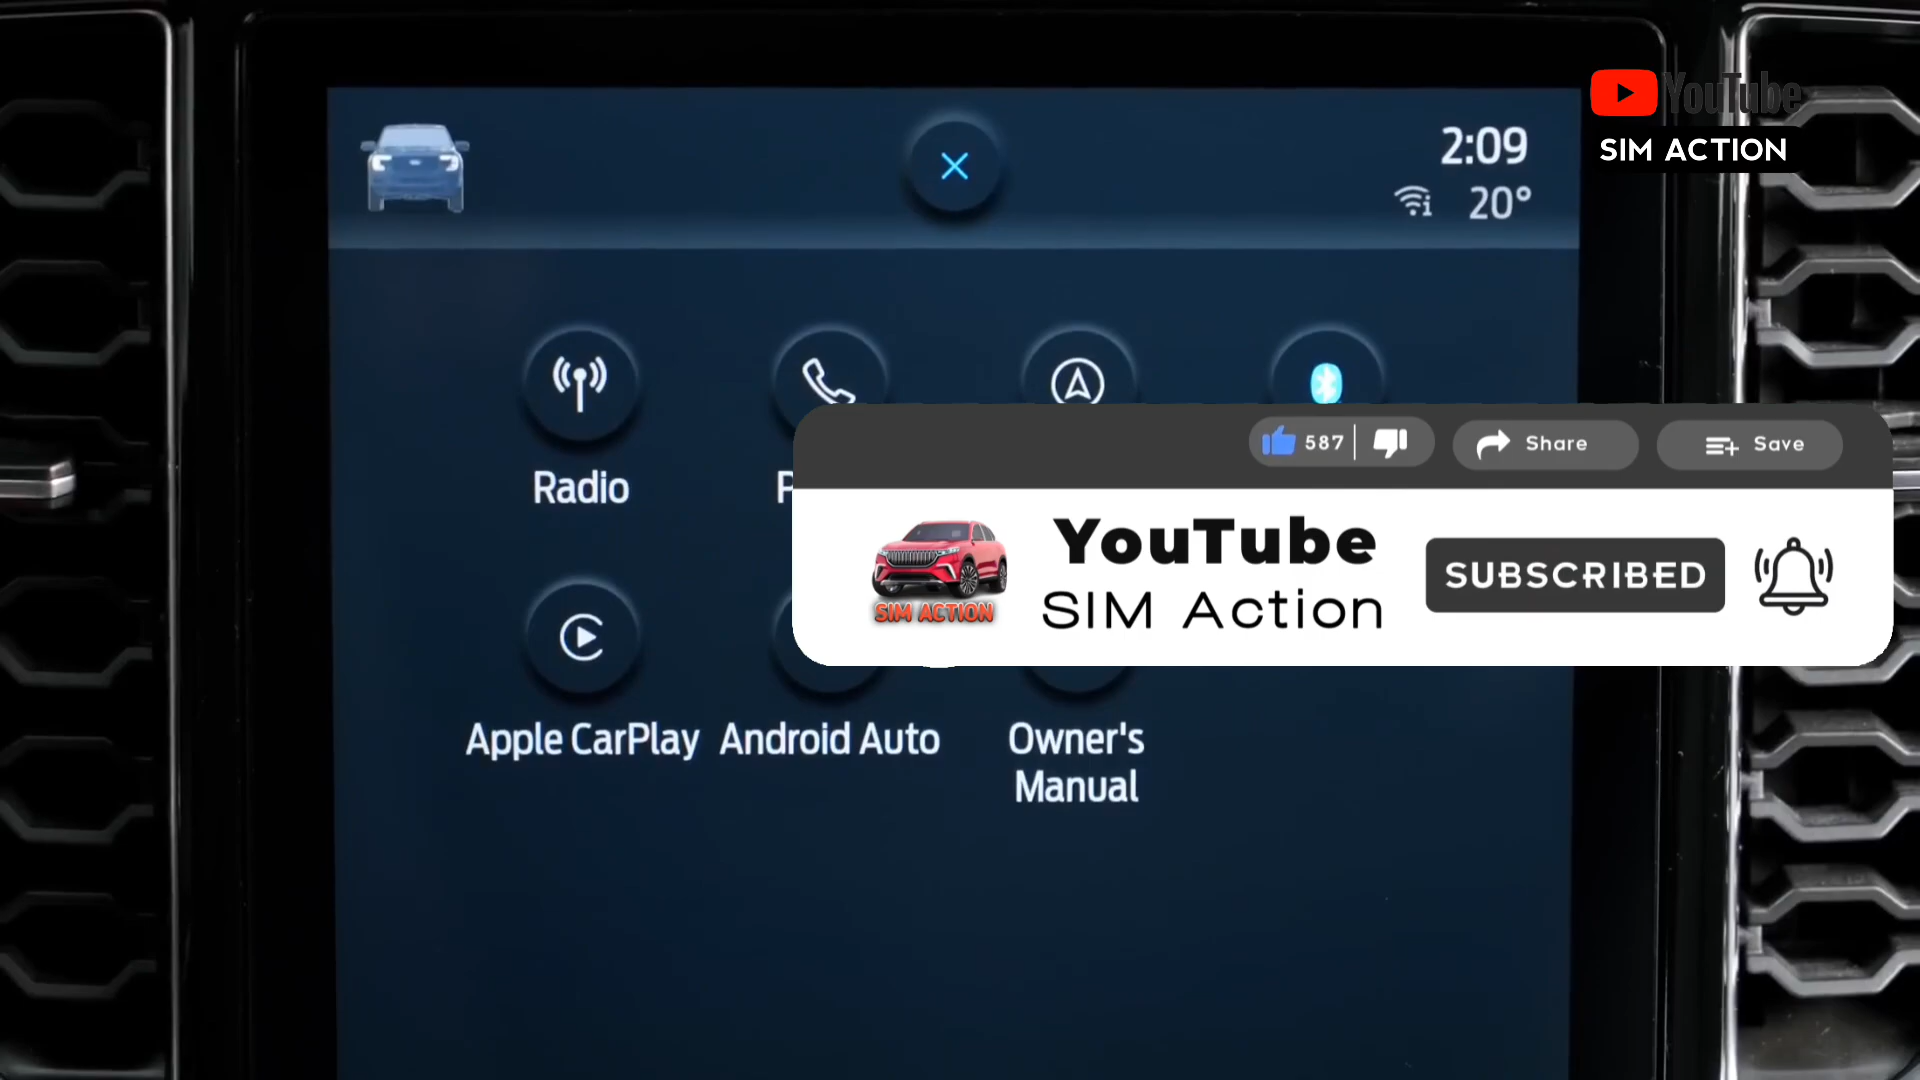 YouTube
SIM ACTION
2:09
20°
Radio
587
Share
Save
YouTube
SIM Action
SIM ACTION
SUBSCRIBED
Apple CarPlay
Android Auto
Owner's
Manual